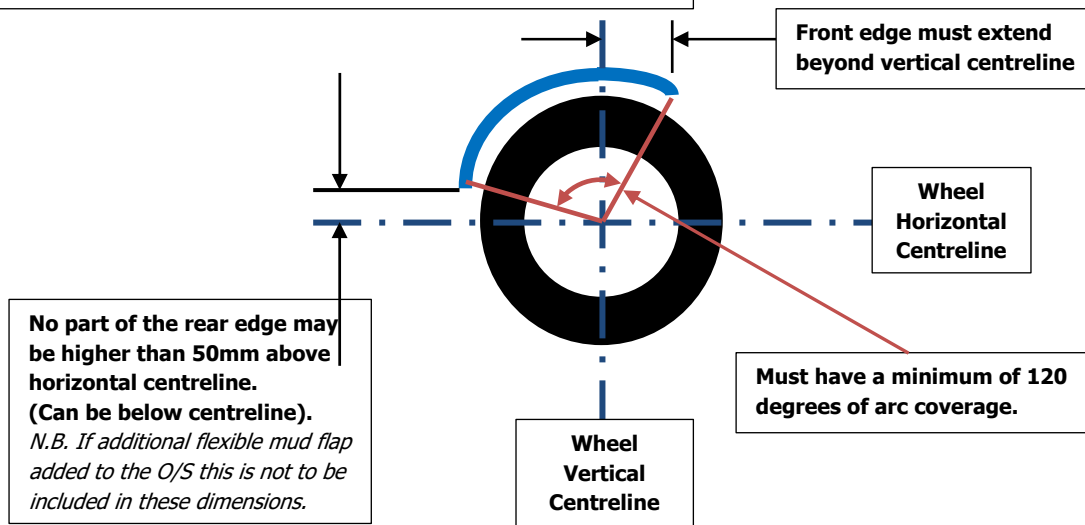 Front edge must extend
beyond vertical centreline
Wheel
Horizontal
Centreline
No part of the rear edge may
be higher than 50mm above
horizontal centreline.
(Can be below centreline).
N.B. If additional flexible mud flap
added to the O/S this is not to be
included in these dimensions.
Must have a minimum of 120
degrees of arc coverage.
Wheel
Vertical
Centreline